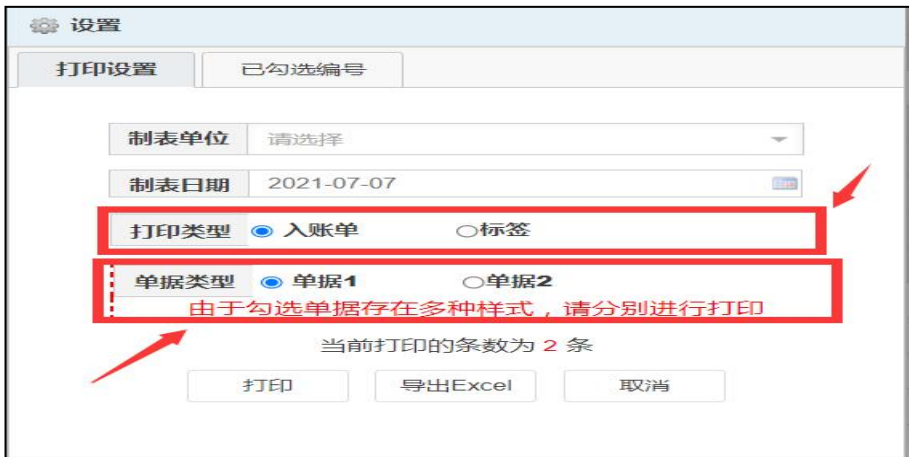 设置
打印设置 已勾选编号
制表单位 请选择
制表日期 2021-07-07
打印类型 入账单 标签
单据类型 单据1 单据2
由于勾选单据存在多种样式，请分别进行打印
当前打印的条数为 2 条
打印 导出Excel 取消